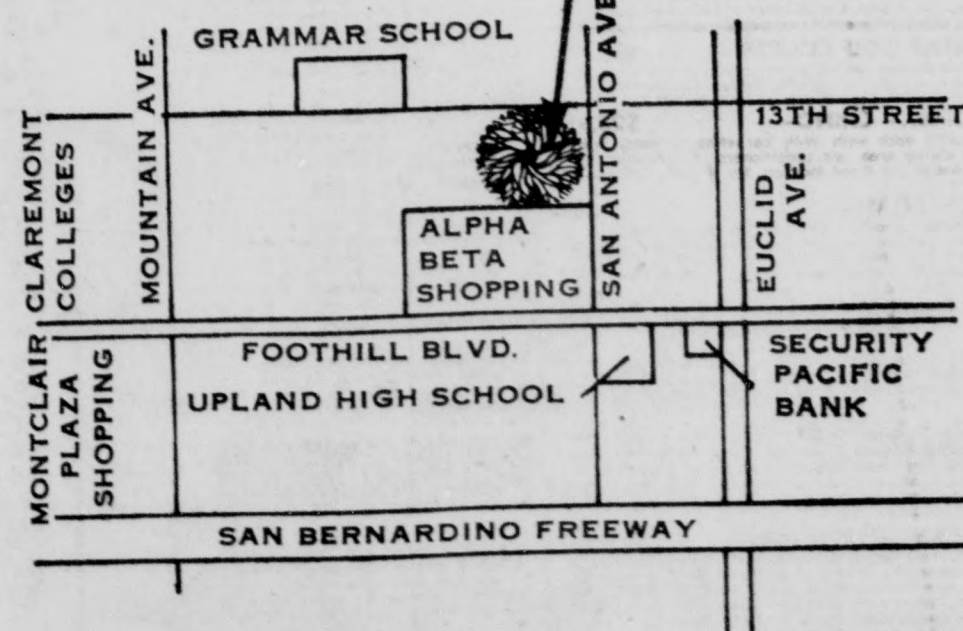 GRAMMAR SCHOOL
MOUNTAIN AVE.
SAN ANTONIO AVE
13TH STREET
CLAREMONT
COLLEGES
EUCLID
AVE.
ALPHA
BETA
SHOPPING
FOOTHILL BLVD.
UPLAND HIGH SCHOOL
SECURITY
PACIFIC
BANK
MONTCLAIR
PLAZA
SHOPPING
SAN BERNARDINO FREEWAY